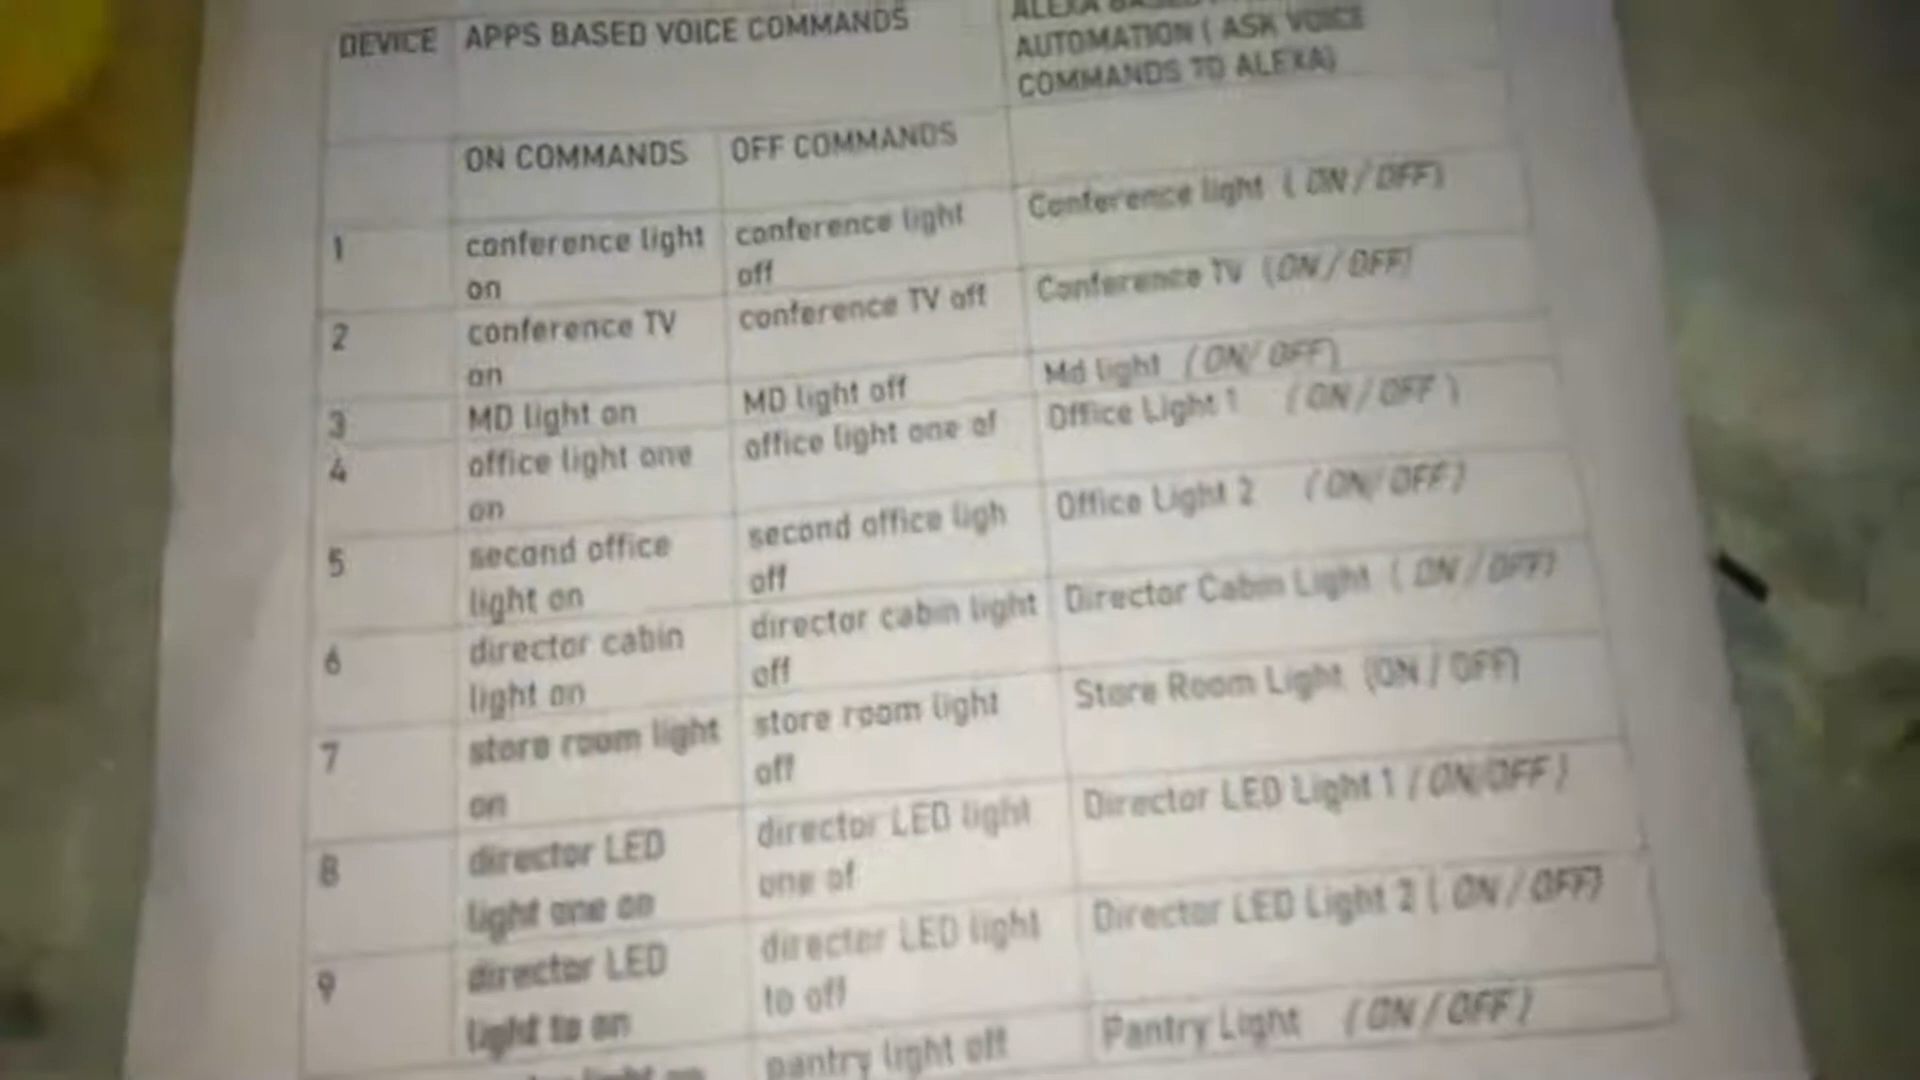 DEVICE APPS BASED VOICE COMMANDS
ALEXA BASED
AUTOMATION ( ASK VOICE
COMMANDS TO ALEXA)
ON COMMANDS OFF COMMANDS
1 conference light
on
conference light
off
Conference light ( ON / OFF)
2 conference TV
on
conference TV off
Conference TV (ON / OFF)
3 MD light on MD light off Md light (ON/ OFF)
4 office light one
on
office light one of
Office Light 1 (ON / OFF )
5 second office
light on
second office ligh
off
Office Light 2 (ON/ OFF)
6 director cabin
light on
director cabin light
off
Director Cabin Light ( ON / OFF)
7 store room light
on
store room light
off
Store Room Light (ON / OFF)
8 director LED
light one on
director LED light
one of
Director LED Light 1 ( ON/OFF )
9 director LED
light to on
director LED light
to off
Director LED Light 2 ( ON / OFF)
light on pantry light off Pantry Light (ON / OFF )